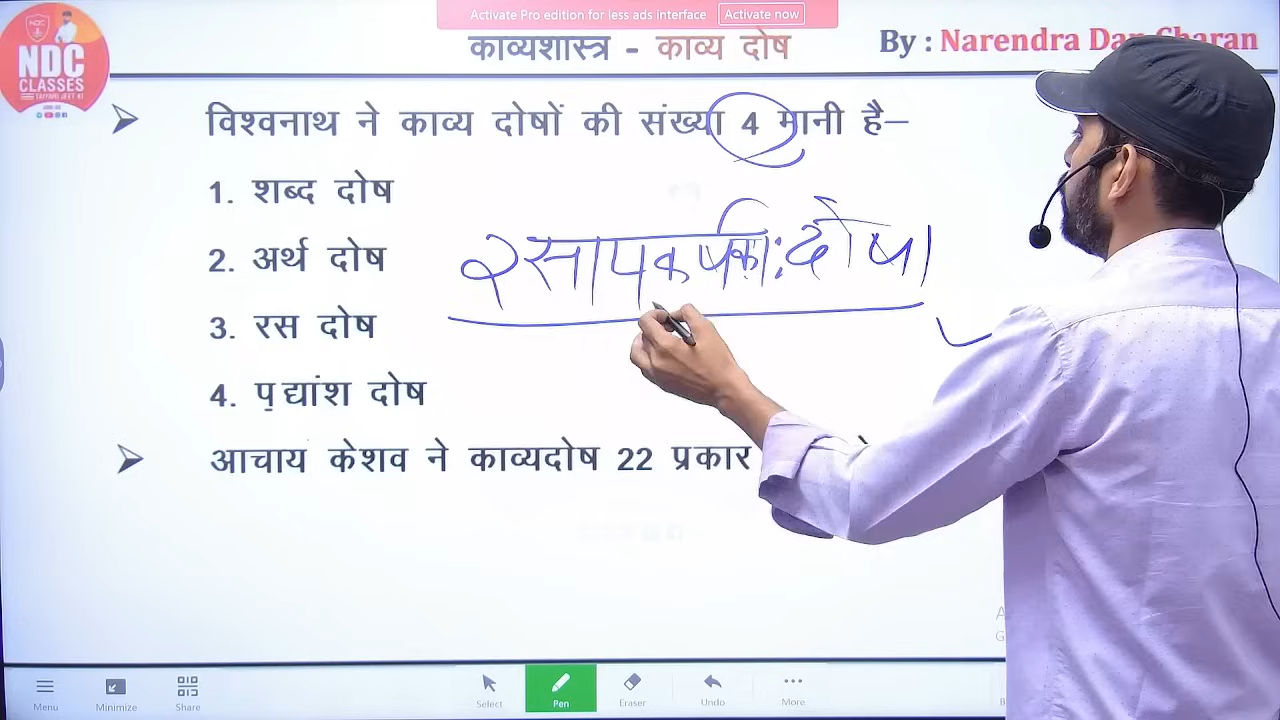 Activate Pro edition for less ads interface Activate now
NDC
NDC
CLASSES
काव्यशास्त्र - काव्य दोष
By : Narendra Dan Charan
विश्वनाथ ने काव्य दोषों की संख्या 4 मानी है–
1. शब्द दोष
2. अर्थ दोष
रसापकर्षका: दोषा
3. रस दोष
4. पद्यांश दोष
आचाय केशव ने काव्यदोष 22 प्रकार
Menu Minimize Share Select Pen Eraser Undo More